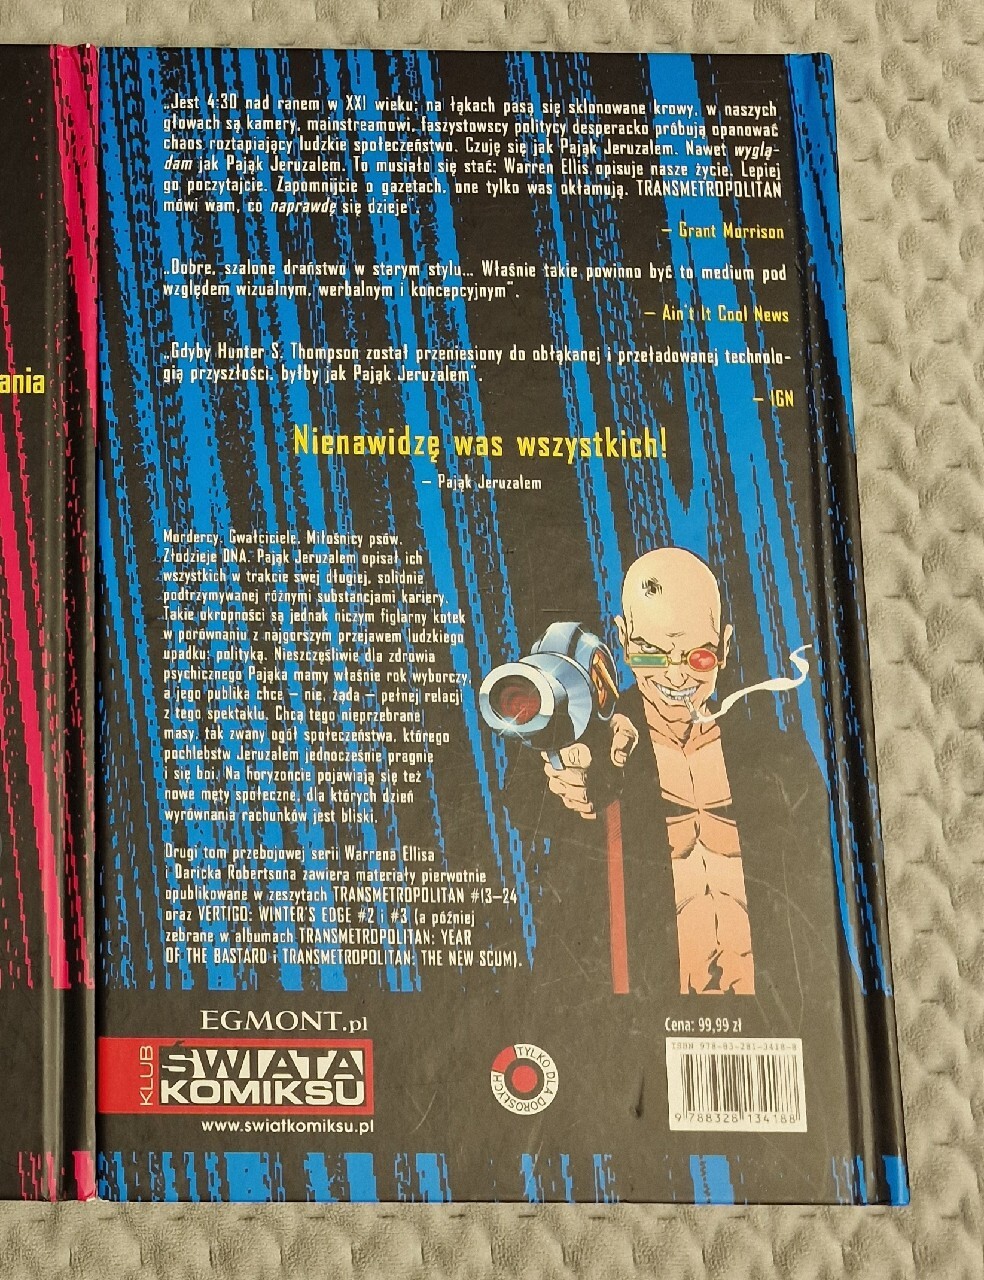 „Jest 4:30 nad ranem w XXI wieku: na łąkach pasą się sklonowane krowy, w naszych
głowach są kamery, mainstreamowi, faszystowscy politycy desperacko próbują opanować
chaos roztapiający ludzkie społeczeństwo. Czuję się jak Pająk Jeruzalem. Nawet wyglą-
dam jak Pająk Jeruzalem. To musiało się stać: Warren Ellis opisuje nasze życie. Lepiej
go poczytajcie. Zapomnijcie o gazetach, one tylko was okłamują. TRANSMETROPOLITAN
mówi wam, co naprawdę się dzieje”.
– Grant Morrison
„Dobre, szalone draństwo w starym stylu... Właśnie takie powinno być to medium pod
względem wizualnym, werbalnym i koncepcyjnym”.
– Ain't It Cool News
„Gdyby Hunter S. Thompson został przeniesiony do obłąkanej i przeładowanej technolo-
gią przyszłości, byłby jak Pająk Jeruzalem”.
– IGN
ania
Nienawidzę was wszystkich!
– Pająk Jeruzalem
Mordercy. Gwałciciele. Miłośnicy psów.
Złodzieje DNA. Pająk Jeruzalem opisał ich
wszystkich w trakcie swej długiej, solidnie
podtrzymywanej różnymi substancjami kariery.
Takie okropności są jednak niczym figlarny kotek
w porównaniu z najgorszym przejawem ludzkiego
upadku: polityką. Nieszczęśliwie dla zdrowia
psychicznego Pająka mamy właśnie rok wyborczy,
a jego publika chce – nie, żąda – pełnej relacji
z tego spektaklu. Chcą tego nieprzebrane
masy, tak zwany ogół społeczeństwa, którego
pochlebstw Jeruzalem jednocześnie pragnie
i się boi. Na horyzoncie pojawiają się też
nowe męty społeczne, dla których dzień
wyrównania rachunków jest bliski.
Drugi tom przebojowej serii Warrena Ellisa
i Daricka Robertsona zawiera materiały pierwotnie
opublikowane w zeszytach TRANSMETROPOLITAN #13–24
oraz VERTIGO: WINTER'S EDGE #2 i #3 (a później
zebrane w albumach TRANSMETROPOLITAN: YEAR
OF THE BASTARD i TRANSMETROPOLITAN: THE NEW SCUM).
EGMONT.pl
KLUB
ŚWIATA
KOMIKSU
www.swiatkomiksu.pl
TYLKO DLA DOROSŁYCH
Cena: 99,99 zł
ISBN 978-83-281-3418-8
9 788328 134188